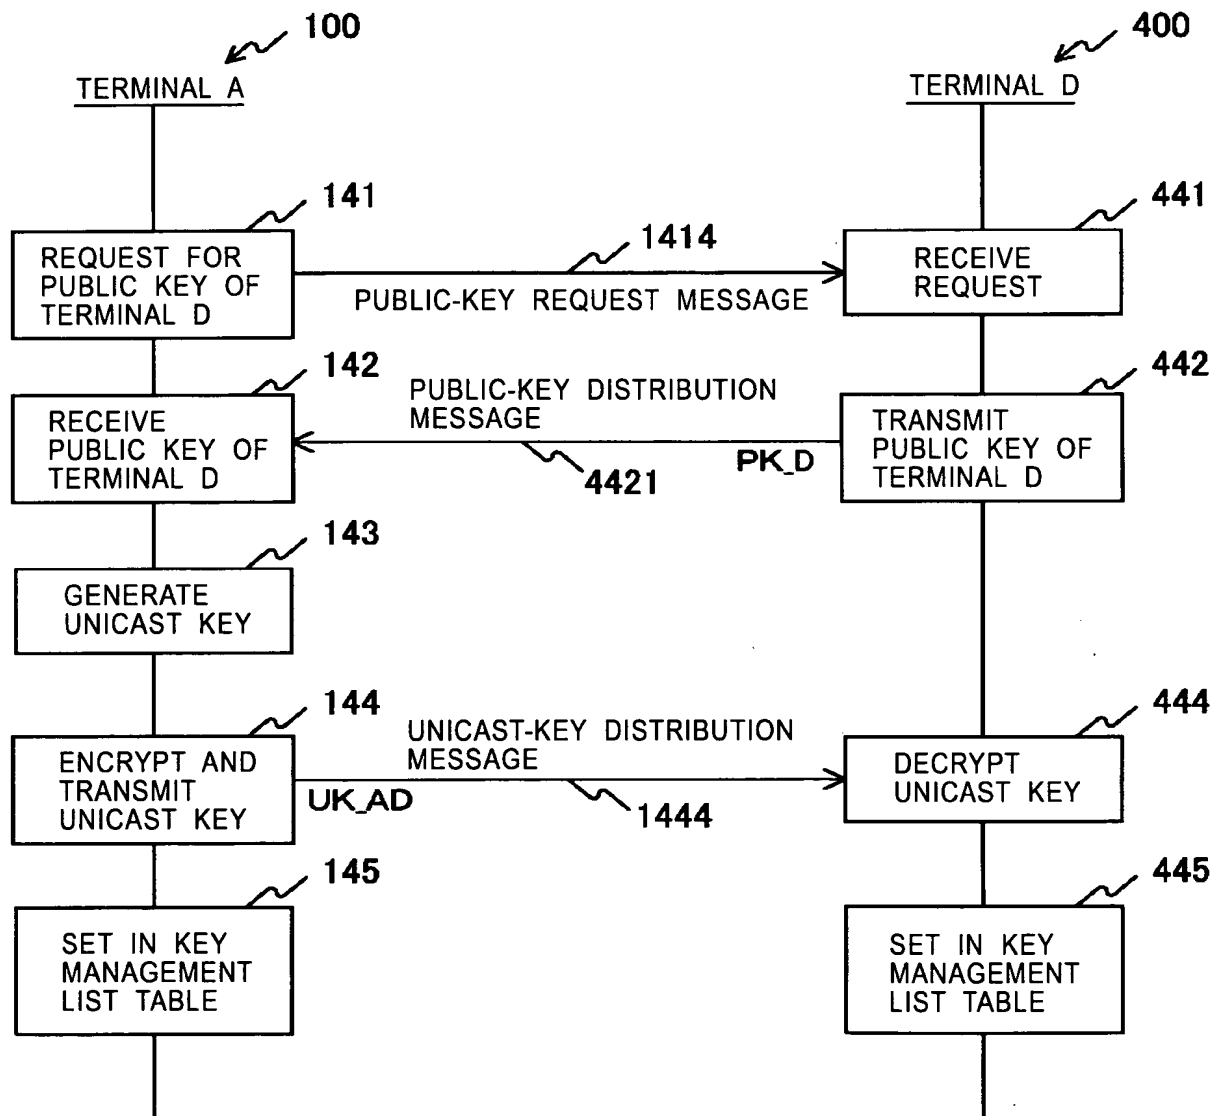 100
400
TERMINAL A
TERMINAL D
141
441
REQUEST FOR
PUBLIC KEY OF
TERMINAL D
1414
PUBLIC-KEY REQUEST MESSAGE
RECEIVE
REQUEST
142
442
RECEIVE
PUBLIC KEY OF
TERMINAL D
PUBLIC-KEY DISTRIBUTION
MESSAGE
4421
PK_D
TRANSMIT
PUBLIC KEY OF
TERMINAL D
143
GENERATE
UNICAST KEY
144
444
ENCRYPT AND
TRANSMIT
UNICAST KEY
UNICAST-KEY DISTRIBUTION
MESSAGE
UK_AD
1444
DECRYPT
UNICAST KEY
145
445
SET IN KEY
MANAGEMENT
LIST TABLE
SET IN KEY
MANAGEMENT
LIST TABLE